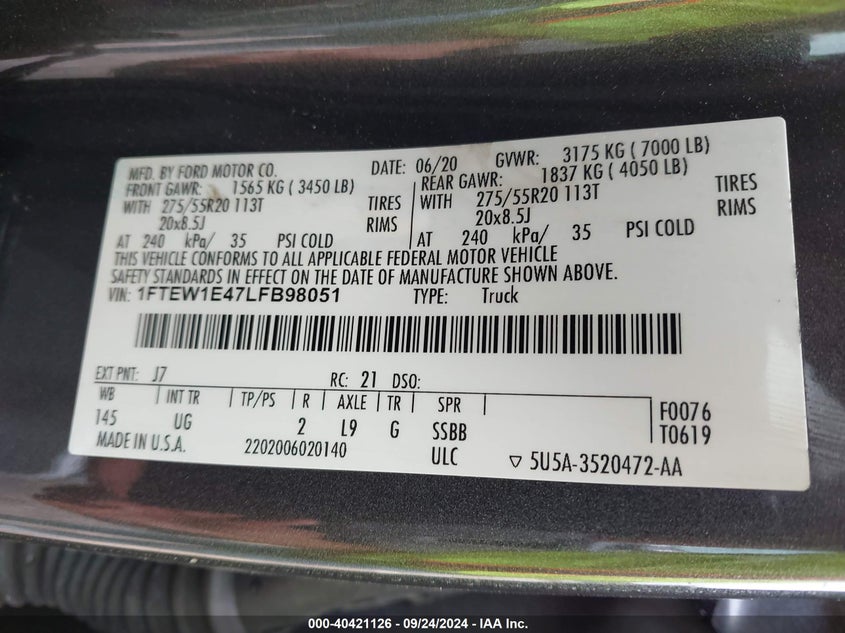 MFD. BY FORD MOTOR CO. DATE: 06/20 GVWR: 3175 KG ( 7000 LB)
FRONT GAWR: 1565 KG ( 3450 LB) REAR GAWR: 1837 KG ( 4050 LB)
WITH 275/55R20 113T TIRES WITH 275/55R20 113T TIRES
20x8.5J RIMS 20x8.5J RIMS
AT 240 kPa/ 35 PSI COLD AT 240 kPa/ 35 PSI COLD
THIS VEHICLE CONFORMS TO ALL APPLICABLE FEDERAL MOTOR VEHICLE
SAFETY STANDARDS IN EFFECT ON THE DATE OF MANUFACTURE SHOWN ABOVE.
VIN: 1FTEW1E47LFB98051 TYPE: Truck
EXT PNT: J7 RC: 21 DSO:
WB INT TR TP/PS R AXLE TR SPR F0076
145 UG 2 L9 G SSBB T0619
MADE IN U.S.A. 2202006020140 ULC ▽ 5U5A-3520472-AA
000-40421126 - 09/24/2024 - IAA Inc.